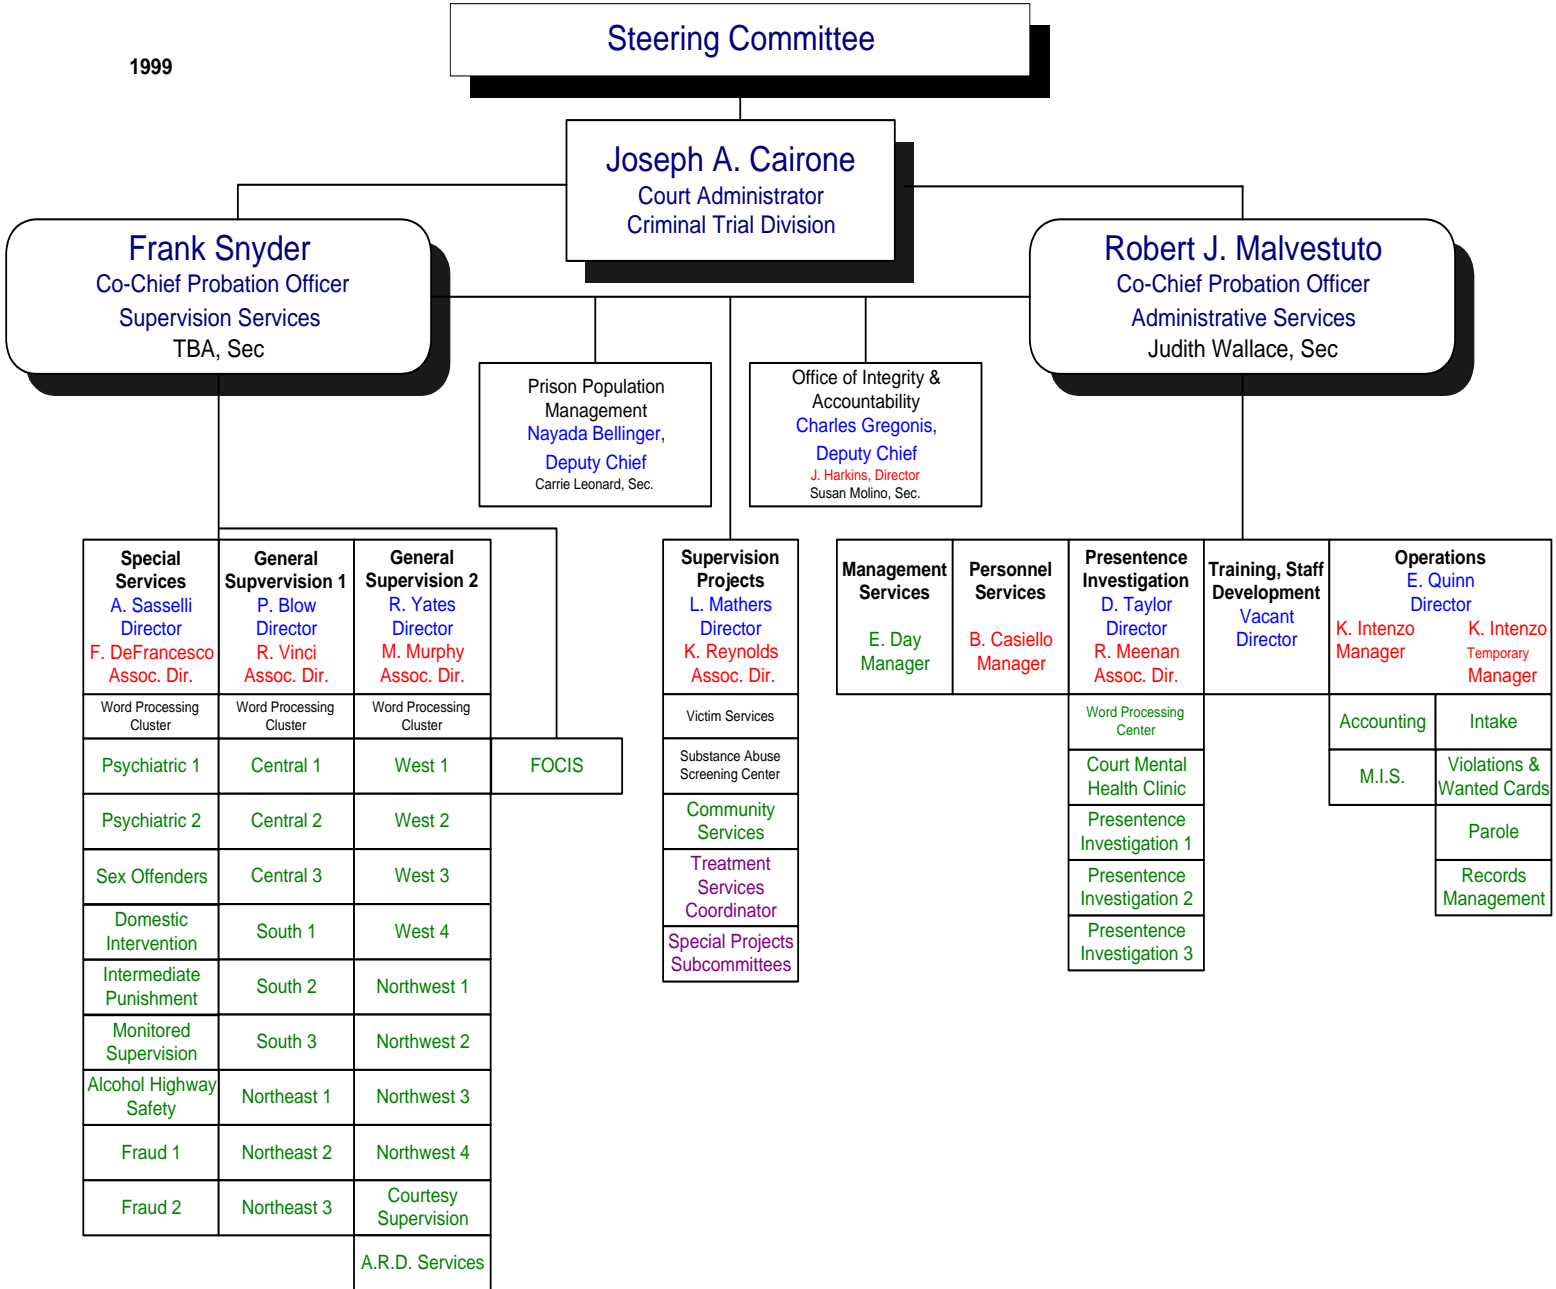 Steering Committee
1999
Joseph A. Cairone
Court Administrator
Criminal Trial Division
Frank Snyder
Co-Chief Probation Officer
Supervision Services
TBA, Sec
Robert J. Malvestuto
Co-Chief Probation Officer
Administrative Services
Judith Wallace, Sec
Prison Population
Management
Nayada Bellinger,
Deputy Chief
Carrie Leonard, Sec.
Office of Integrity &
Accountability
Charles Gregonis,
Deputy Chief
J. Harkins, Director
Susan Molino, Sec.
Special
Services
A. Sasselli
Director
F. DeFrancesco
Assoc. Dir.
Word Processing
Cluster
Psychiatric 1
Psychiatric 2
Sex Offenders
Domestic
Intervention
Intermediate
Punishment
Monitored
Supervision
Alcohol Highway
Safety
Fraud 1
Fraud 2
General
Supvervision 1
P. Blow
Director
R. Vinci
Assoc. Dir.
Word Processing
Cluster
Central 1
Central 2
Central 3
South 1
South 2
South 3
Northeast 1
Northeast 2
Northeast 3
General
Supervision 2
R. Yates
Director
M. Murphy
Assoc. Dir.
Word Processing
Cluster
West 1
West 2
West 3
West 4
Northwest 1
Northwest 2
Northwest 3
Northwest 4
Courtesy
Supervision
A.R.D. Services
FOCIS
Supervision
Projects
L. Mathers
Director
K. Reynolds
Assoc. Dir.
Victim Services
Substance Abuse
Screening Center
Community
Services
Treatment
Services
Coordinator
Special Projects
Subcommittees
Management
Services
E. Day
Manager
Personnel
Services
B. Casiello
Manager
Presentence
Investigation
D. Taylor
Director
R. Meenan
Assoc. Dir.
Word Processing
Center
Court Mental
Health Clinic
Presentence
Investigation 1
Presentence
Investigation 2
Presentence
Investigation 3
Training, Staff
Development
Vacant
Director
Operations
E. Quinn
Director
K. Intenzo
Manager
K. Intenzo
Temporary
Manager
Accounting
M.I.S.
Intake
Violations &
Wanted Cards
Parole
Records
Management